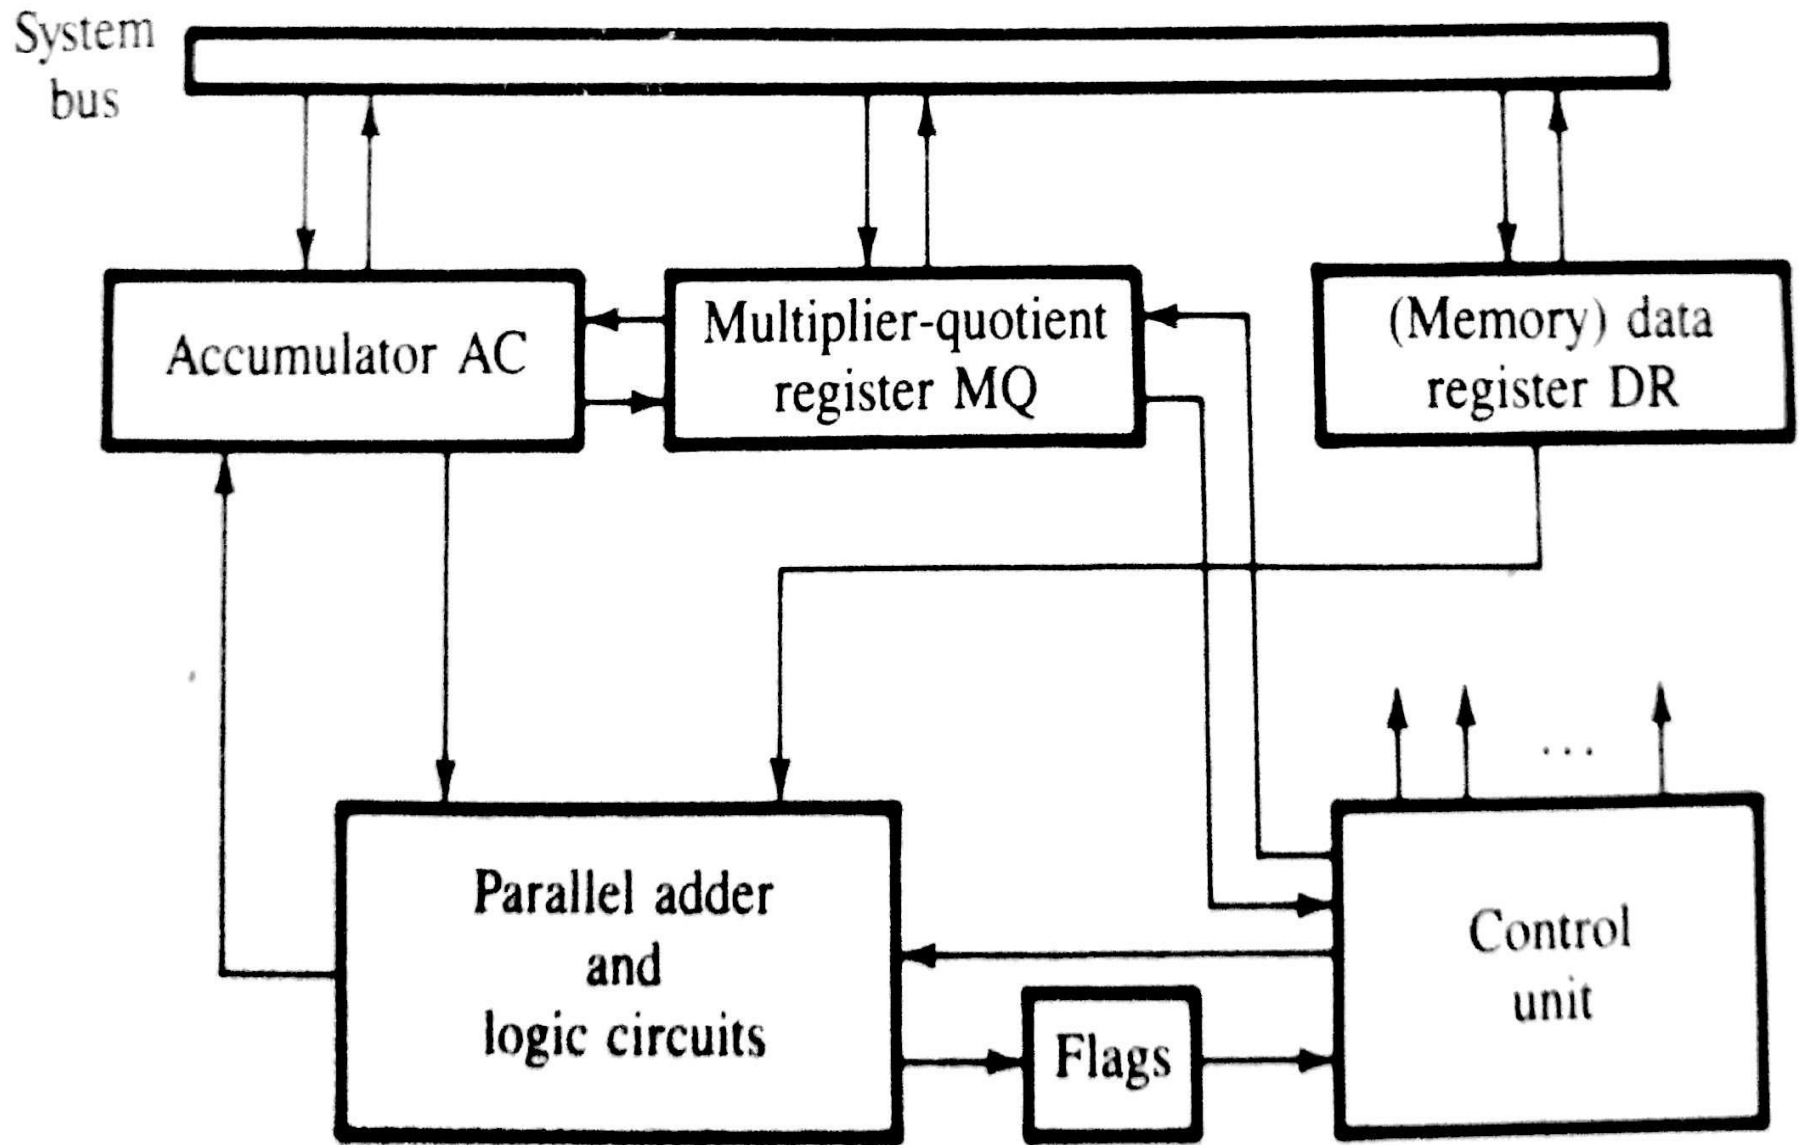 System
bus
Accumulator AC
Multiplier-quotient
register MQ
(Memory) data
register DR
Parallel adder
and
logic circuits
Flags
Control
unit
...